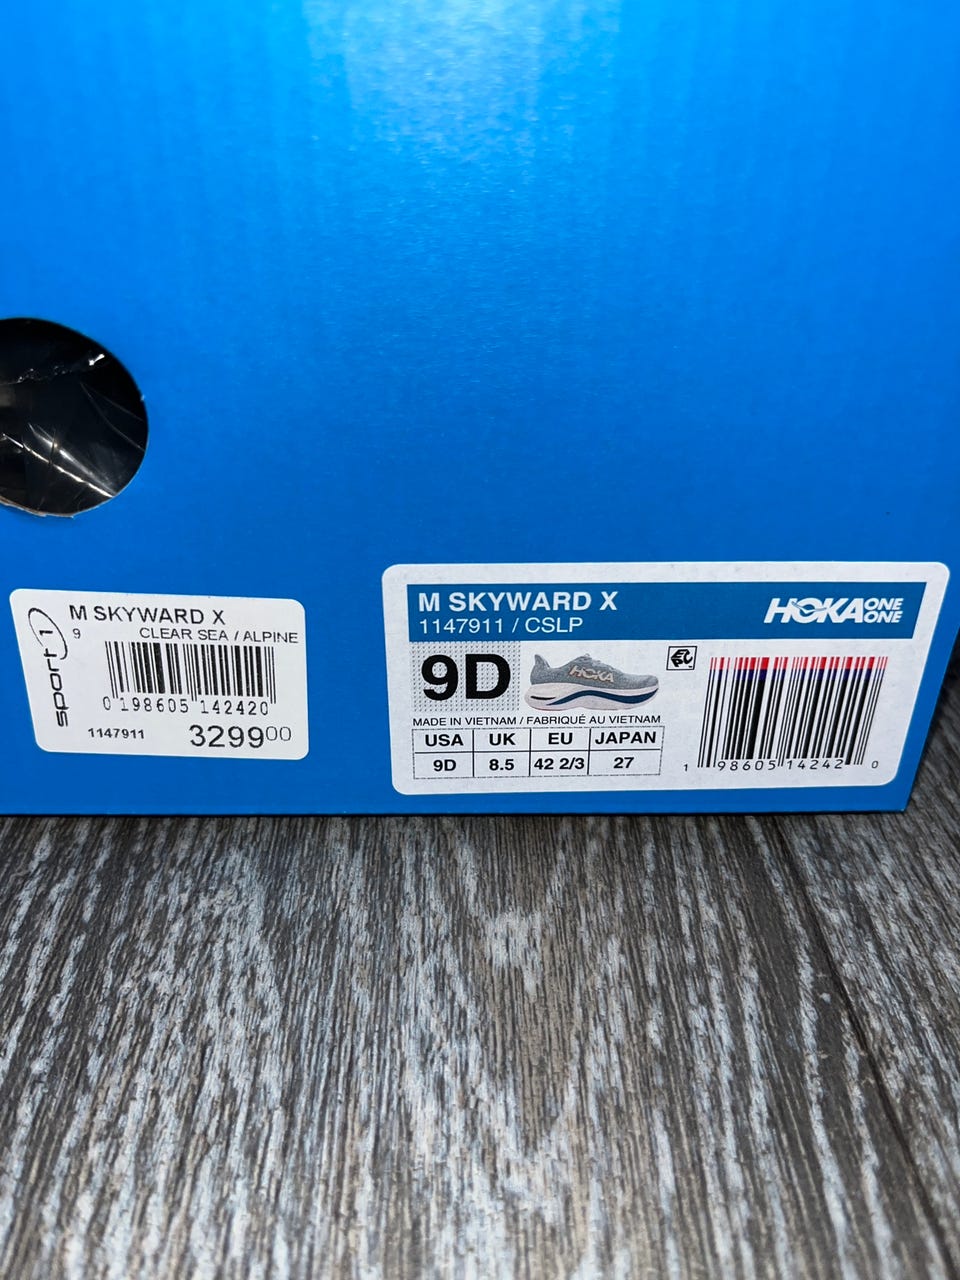 M SKYWARD X
9 CLEAR SEA / ALPINE
sport 1
0 198605 142420
1147911 329900
M SKYWARD X
1147911 / CSLP
HOKA ONE ONE
9D
HOKA
MADE IN VIETNAM / FABRIQUÉ AU VIETNAM
USA UK EU JAPAN
9D 8.5 42 2/3 27
1 98605 14242 0